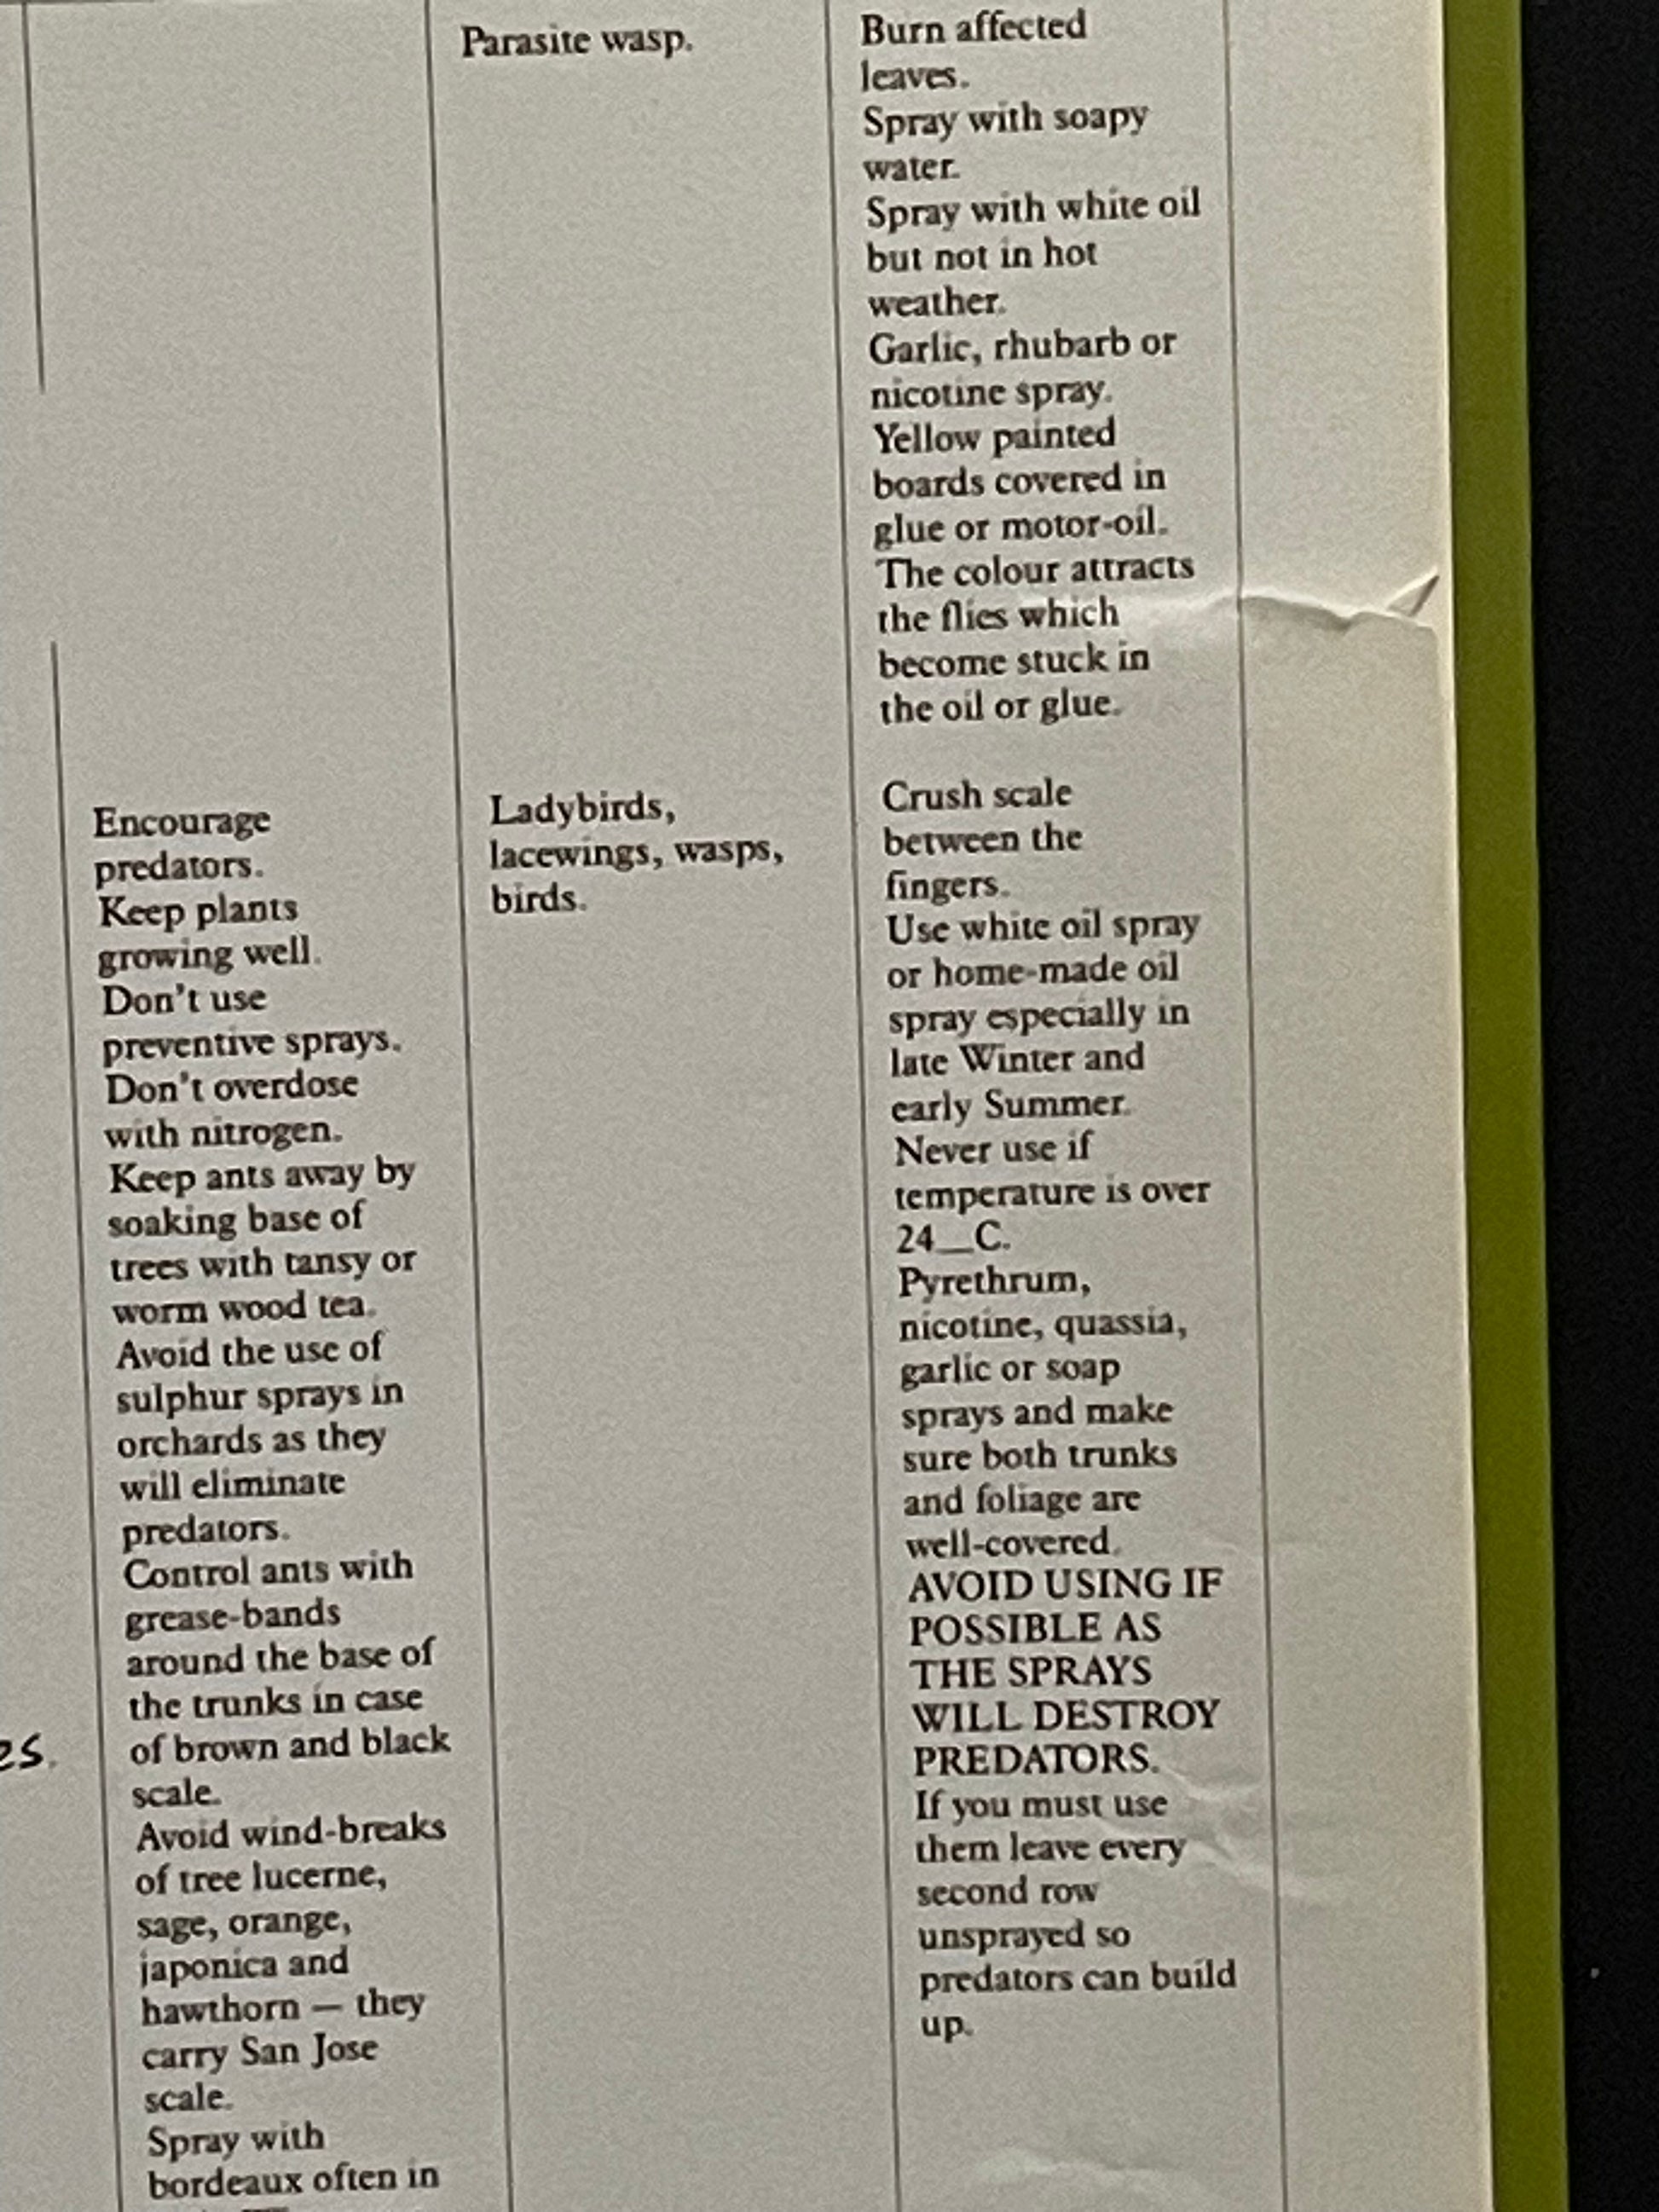 Parasite wasp.
Burn affected
leaves.
Spray with soapy
water.
Spray with white oil
but not in hot
weather.
Garlic, rhubarb or
nicotine spray.
Yellow painted
boards covered in
glue or motor-oil.
The colour attracts
the flies which
become stuck in
the oil or glue.
Encourage
predators.
Keep plants
growing well.
Don't use
preventive sprays.
Don't overdose
with nitrogen.
Keep ants away by
soaking base of
trees with tansy or
worm wood tea.
Avoid the use of
sulphur sprays in
orchards as they
will eliminate
predators.
Control ants with
grease-bands
around the base of
the trunks in case
of brown and black
scale.
Avoid wind-breaks
of tree lucerne,
sage, orange,
japonica and
hawthorn — they
carry San Jose
scale.
Spray with
bordeaux often in
Ladybirds,
lacewings, wasps,
birds.
Crush scale
between the
fingers.
Use white oil spray
or home-made oil
spray especially in
late Winter and
early Summer.
Never use if
temperature is over
24__C.
Pyrethrum,
nicotine, quassia,
garlic or soap
sprays and make
sure both trunks
and foliage are
well-covered.
AVOID USING IF
POSSIBLE AS
THE SPRAYS
WILL DESTROY
PREDATORS.
If you must use
them leave every
second row
unsprayed so
predators can build
up.